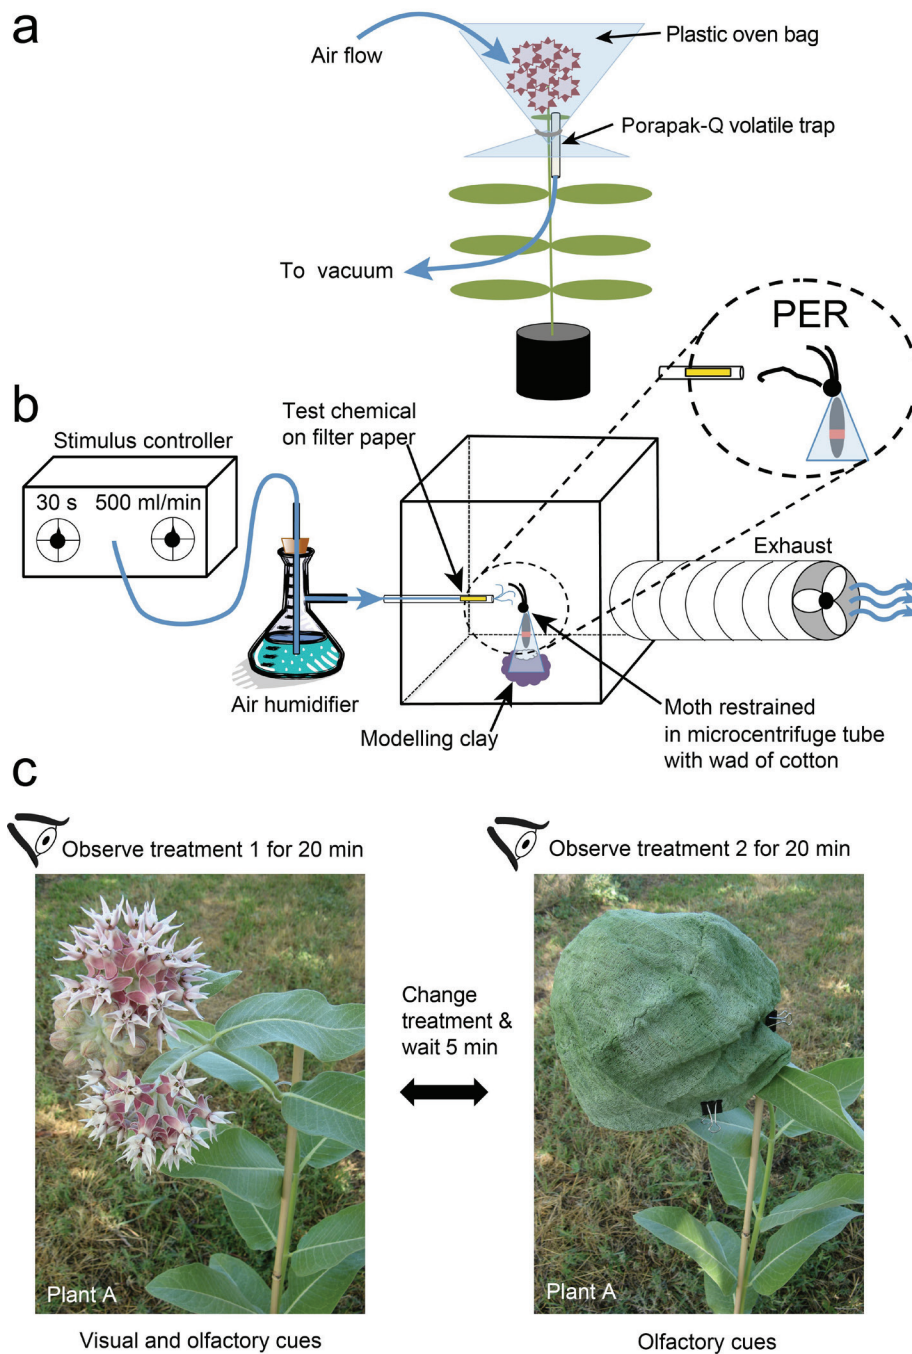 a
Air flow
Plastic oven bag
Porapak-Q volatile trap
To vacuum
PER
b
Stimulus controller
30 s
500 ml/min
Test chemical
on filter paper
Exhaust
Air humidifier
Modelling clay
Moth restrained
in microcentrifuge tube
with wad of cotton
c
Observe treatment 1 for 20 min
Observe treatment 2 for 20 min
Change
treatment &
wait 5 min
Plant A
Plant A
Visual and olfactory cues
Olfactory cues